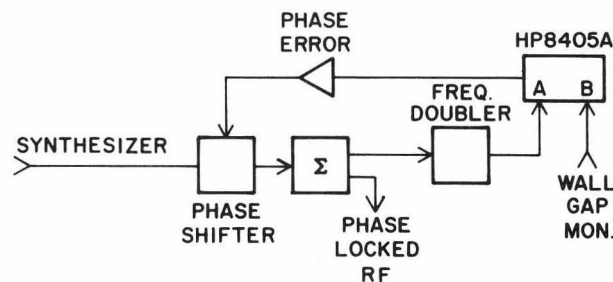 PHASE
ERROR
HP8405A
A B
FREQ.
DOUBLER
SYNTHESIZER
Σ
PHASE
SHIFTER
PHASE
LOCKED
RF
WALL
GAP
MON.